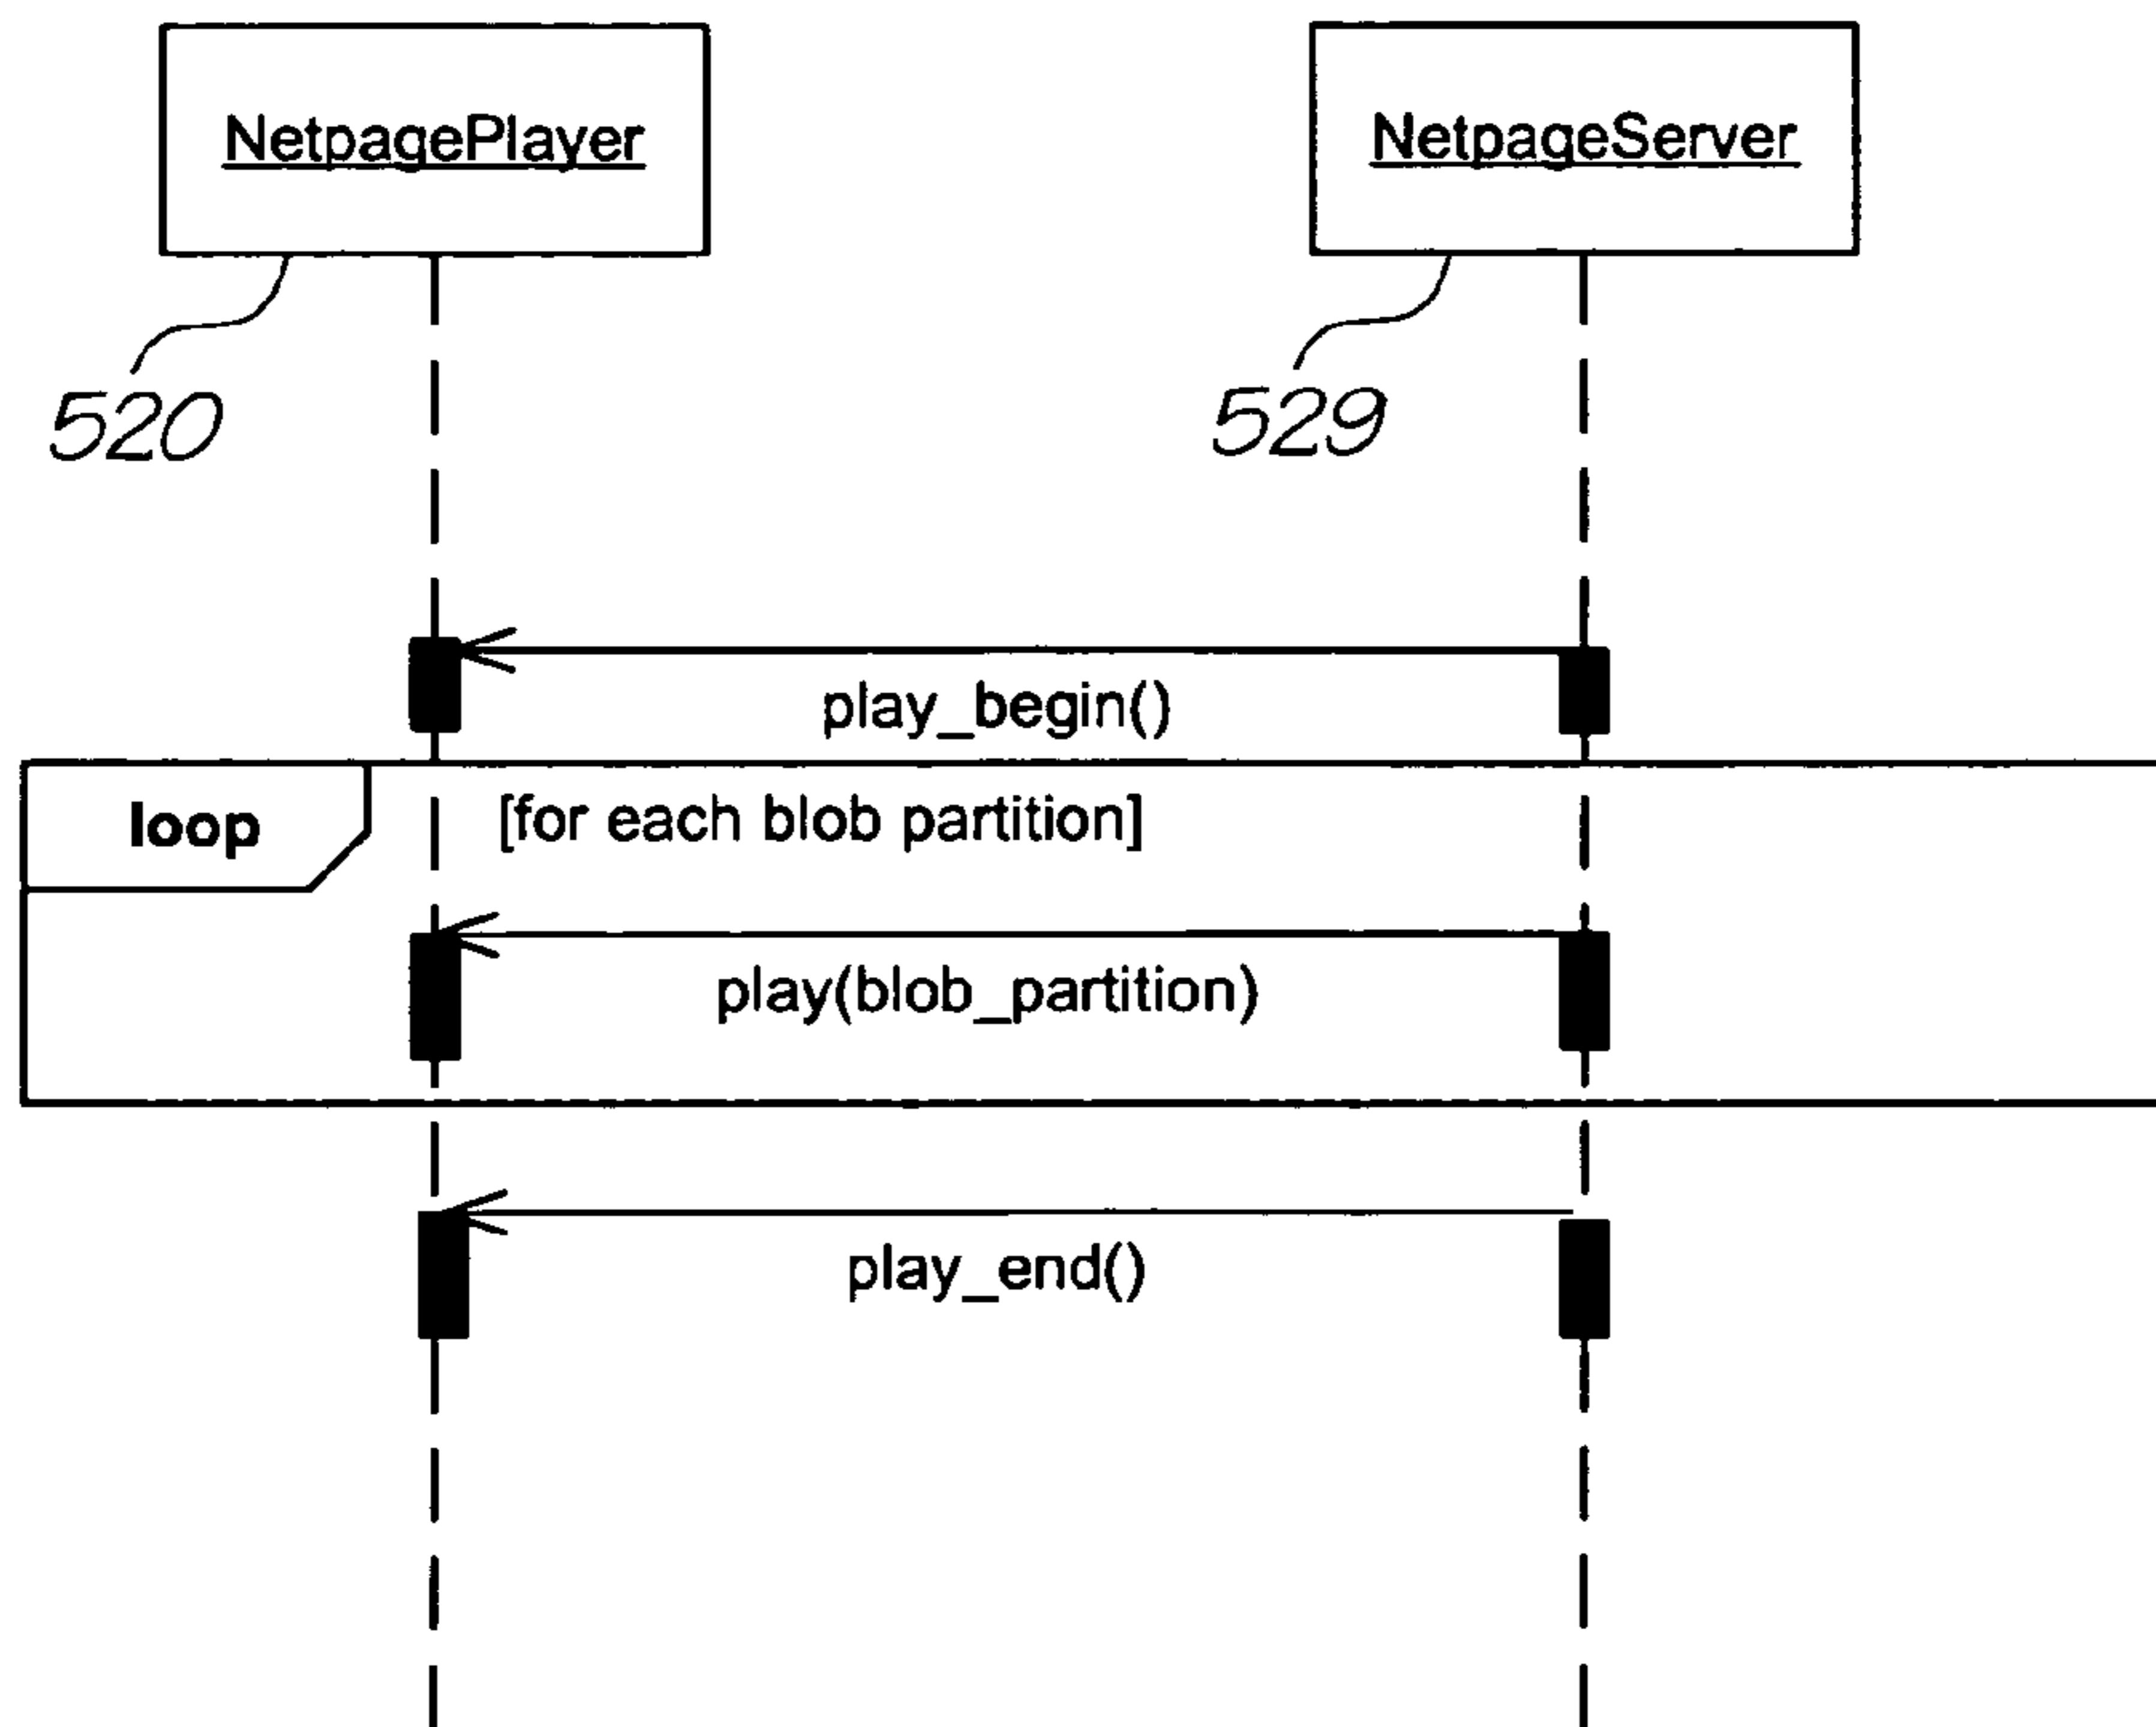 NetpagePlayer
NetpageServer
520
529
play_begin()
loop
[for each blob partition]
play(blob_partition)
play_end()